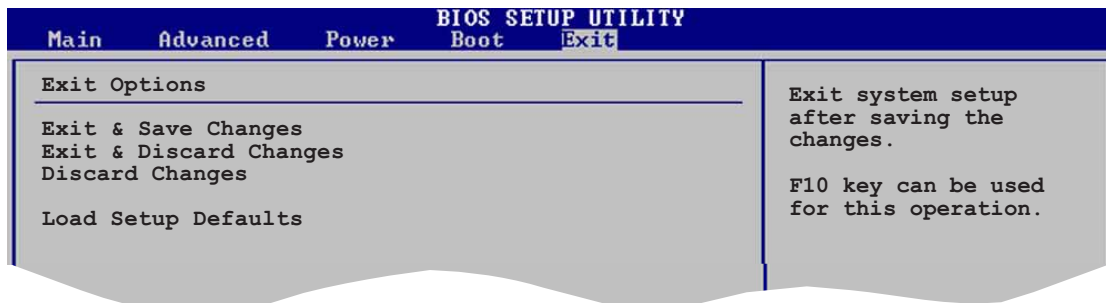 BIOS SETUP UTILITY
Main Advanced Power Boot Exit
Exit Options
Exit & Save Changes
Exit & Discard Changes
Discard Changes
Load Setup Defaults
Exit system setup
after saving the
changes.
F10 key can be used
for this operation.